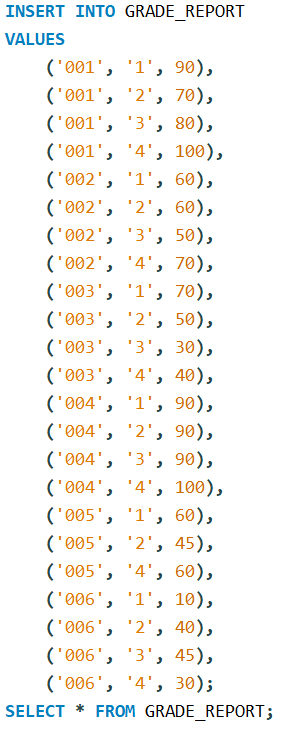 INSERT INTO GRADE_REPORT
VALUES
('001', '1', 90),
('001', '2', 70),
('001', '3', 80),
('001', '4', 100),
('002', '1', 60),
('002', '2', 60),
('002', '3', 50),
('002', '4', 70),
('003', '1', 70),
('003', '2', 50),
('003', '3', 30),
('003', '4', 40),
('004', '1', 90),
('004', '2', 90),
('004', '3', 90),
('004', '4', 100),
('005', '1', 60),
('005', '2', 45),
('005', '4', 60),
('006', '1', 10),
('006', '2', 40),
('006', '3', 45),
('006', '4', 30);
SELECT * FROM GRADE_REPORT;